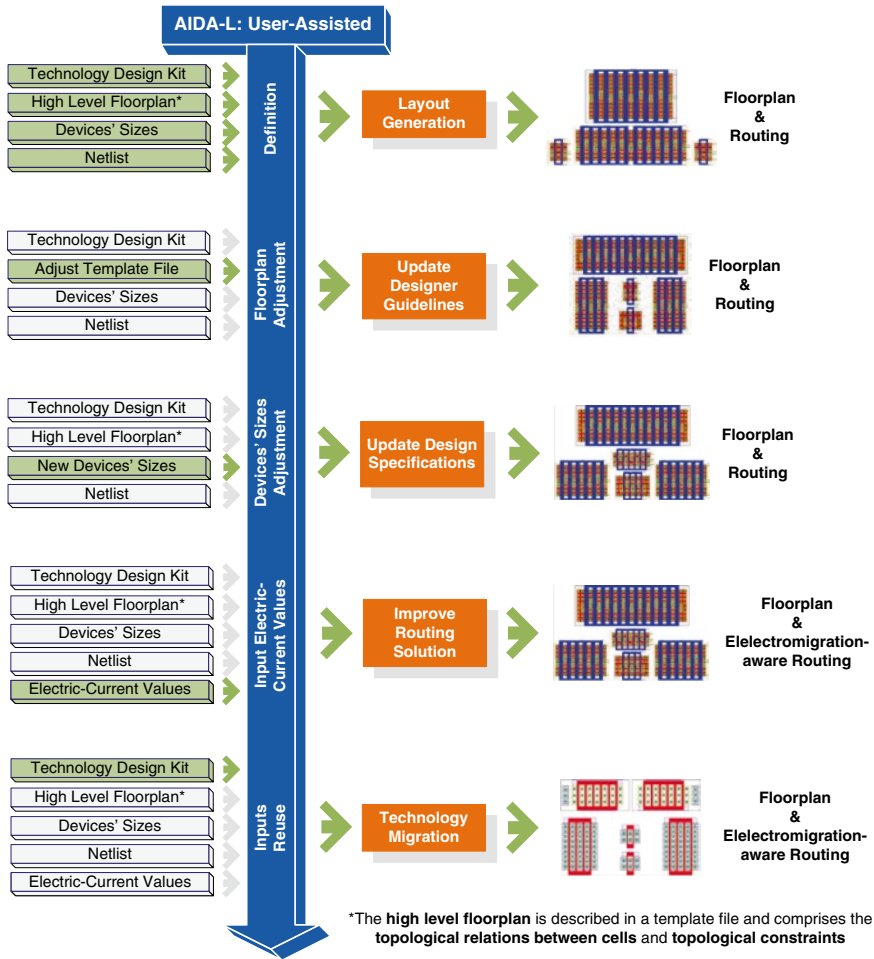 AIDA-L: User-Assisted
Technology Design Kit
High Level Floorplan*
Devices' Sizes
Netlist
Definition
Layout
Generation
Floorplan
&
Routing
Technology Design Kit
Adjust Template File
Devices' Sizes
Netlist
Floorplan
Adjustment
Update
Designer
Guidelines
Floorplan
&
Routing
Technology Design Kit
High Level Floorplan*
New Devices' Sizes
Netlist
Devices' Sizes
Adjustment
Update Design
Specifications
Floorplan
&
Routing
Technology Design Kit
High Level Floorplan*
Devices' Sizes
Netlist
Electric-Current Values
Input Electric-
Current Values
Improve
Routing
Solution
Floorplan
&
Elelectromigration-
aware Routing
Technology Design Kit
High Level Floorplan*
Devices' Sizes
Netlist
Electric-Current Values
Inputs
Reuse
Technology
Migration
Floorplan
&
Elelectromigration-
aware Routing
*The high level floorplan is described in a template file and comprises the
topological relations between cells and topological constraints